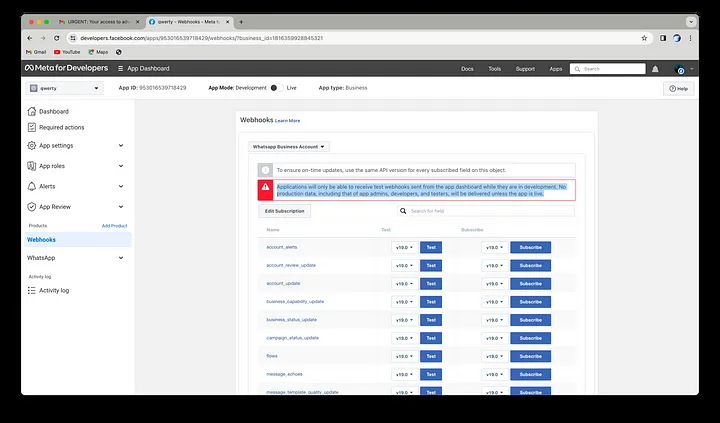 URGENT: Your access to adv
qwerty - Webhooks - Meta for
developers.facebook.com/apps/953016539718429/webhooks/?business_id=1816359928845321
Gmail YouTube Maps
Meta for Developers App Dashboard Docs Tools Support Apps Search
qwerty App ID: 953016539718429 App Mode: Development Live App type: Business Help
Dashboard
Required actions
App settings
App roles
Alerts
App Review
Products Add Product
Webhooks
WhatsApp
Activity log
Activity log
Webhooks Learn More
Whatsapp Business Account
To ensure on-time updates, use the same API version for every subscribed field on this object.
Applications will only be able to receive test webhooks sent from the app dashboard while they are in development. No
production data, including that of app admins, developers, and testers, will be delivered unless the app is live.
Edit Subscription Search for field
Name Test Subscribe
account_alerts v19.0 Test v19.0 Subscribe
account_review_update v19.0 Test v19.0 Subscribe
account_update v19.0 Test v19.0 Subscribe
business_capability_update v19.0 Test v19.0 Subscribe
business_status_update v19.0 Test v19.0 Subscribe
campaign_status_update v19.0 Test v19.0 Subscribe
flows v19.0 Test v19.0 Subscribe
message_echoes v19.0 Test v19.0 Subscribe
message_template_quality_update v19.0 Test v19.0 Subscribe